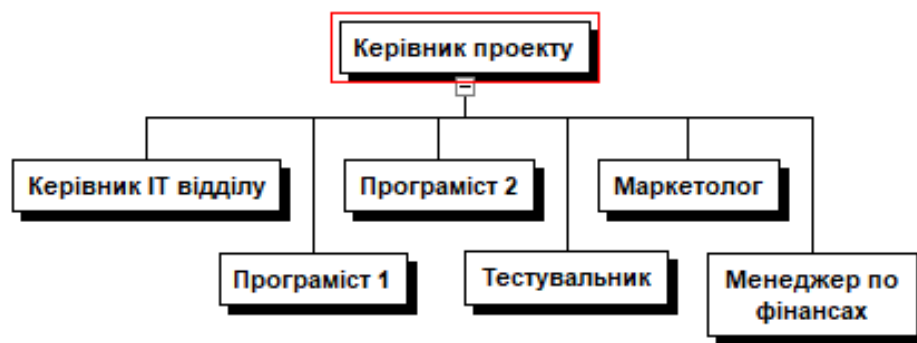 Керівник проекту
Керівник ІТ відділу
Програміст 2
Маркетолог
Програміст 1
Тестувальник
Менеджер по
фінансах